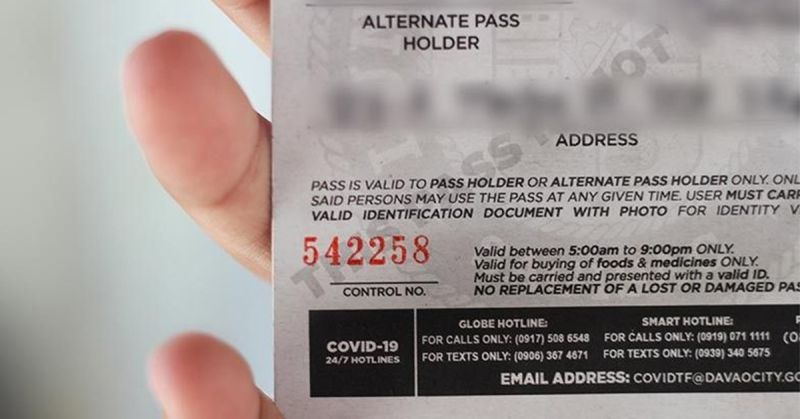 ALTERNATE PASS
HOLDER
ADDRESS
PASS IS VALID TO PASS HOLDER OR ALTERNATE PASS HOLDER ONLY.
SAID PERSONS MAY USE THE PASS AT ANY GIVEN TIME. USER MUST
VALID IDENTIFICATION DOCUMENT WITH PHOTO FOR IDENTITY
542258
CONTROL NO.
Valid between 5:00am to 9:00pm ONLY.
Valid for buying of foods & medicines ONLY.
Must be carried and presented with a valid ID.
NO REPLACEMENT OF A LOST OR DAMAGED
COVID-19
24/7 HOTLINES
GLOBE HOTLINE:
FOR CALLS ONLY: (0917) 508 6548
FOR TEXTS ONLY: (0906) 367 4671
SMART HOTLINE:
FOR CALLS ONLY: (0919) 071 1111
FOR TEXTS ONLY: (0939) 340 5675
EMAIL ADDRESS: COVIDTF@DAVAOCITY.GO